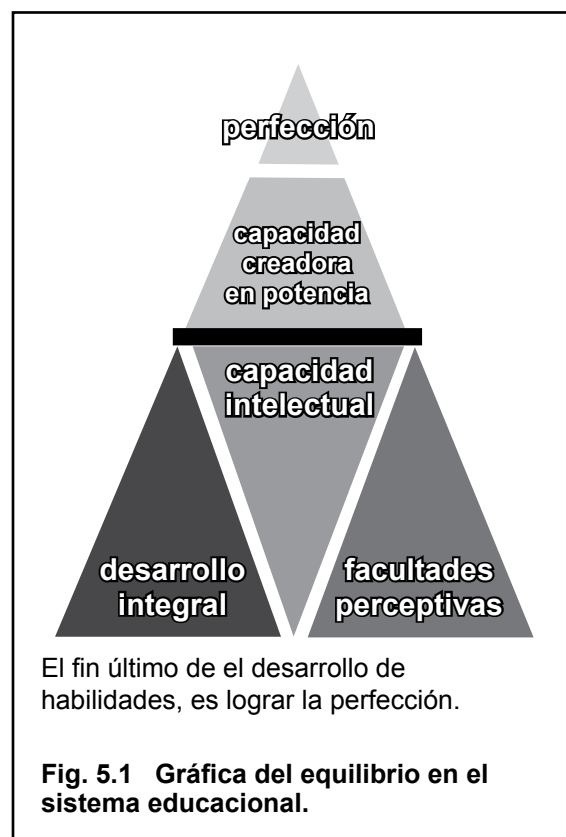 perfección
capacidad
creadora
en potencia
capacidad
intelectual
desarrollo
integral
facultades
perceptivas
El fin último de el desarrollo de
habilidades, es lograr la perfección.
Fig. 5.1 Gráfica del equilibrio en el
sistema educacional.